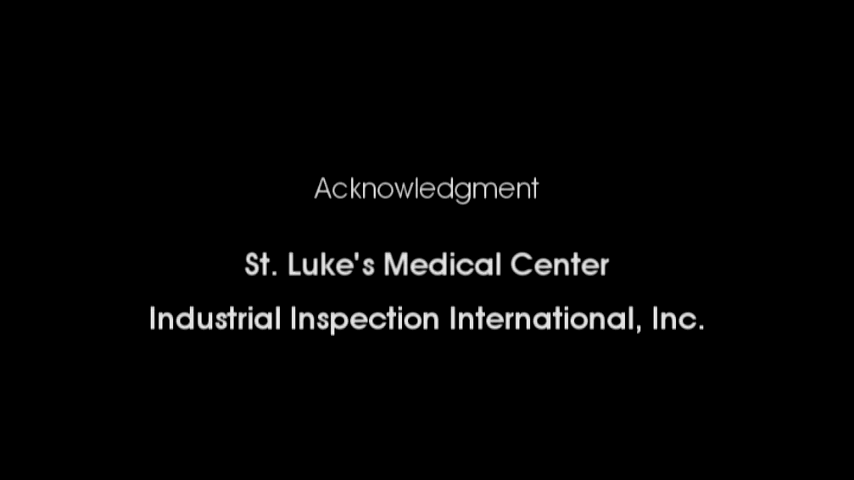 Acknowledgment
St. Luke's Medical Center
Industrial Inspection International, Inc.